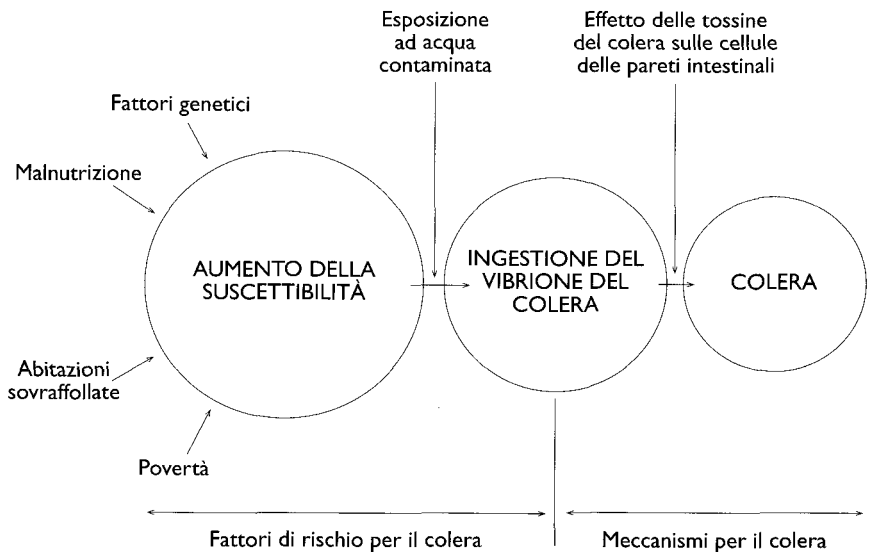 Esposizione
ad acqua
contaminata
Effetto delle tossine
del colera sulle cellule
delle pareti intestinali
Fattori genetici
Malnutrizione
AUMENTO DELLA
SUSCETTIBILITÀ
INGESTIONE DEL
VIBRIONE DEL
COLERA
COLERA
Abitazioni
sovraffollate
Povertà
Fattori di rischio per il colera
Meccanismi per il colera